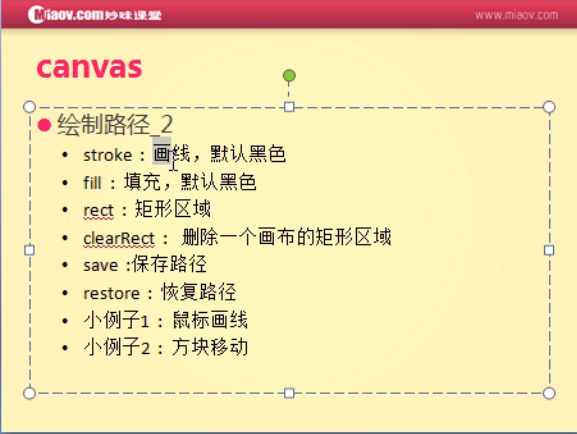 Miaov.com妙味课堂
www.miaov.com
canvas
绘制路径_2
• stroke：画线，默认黑色
• fill：填充，默认黑色
• rect：矩形区域
• clearRect： 删除一个画布的矩形区域
• save :保存路径
• restore：恢复路径
• 小例子1：鼠标画线
• 小例子2：方块移动